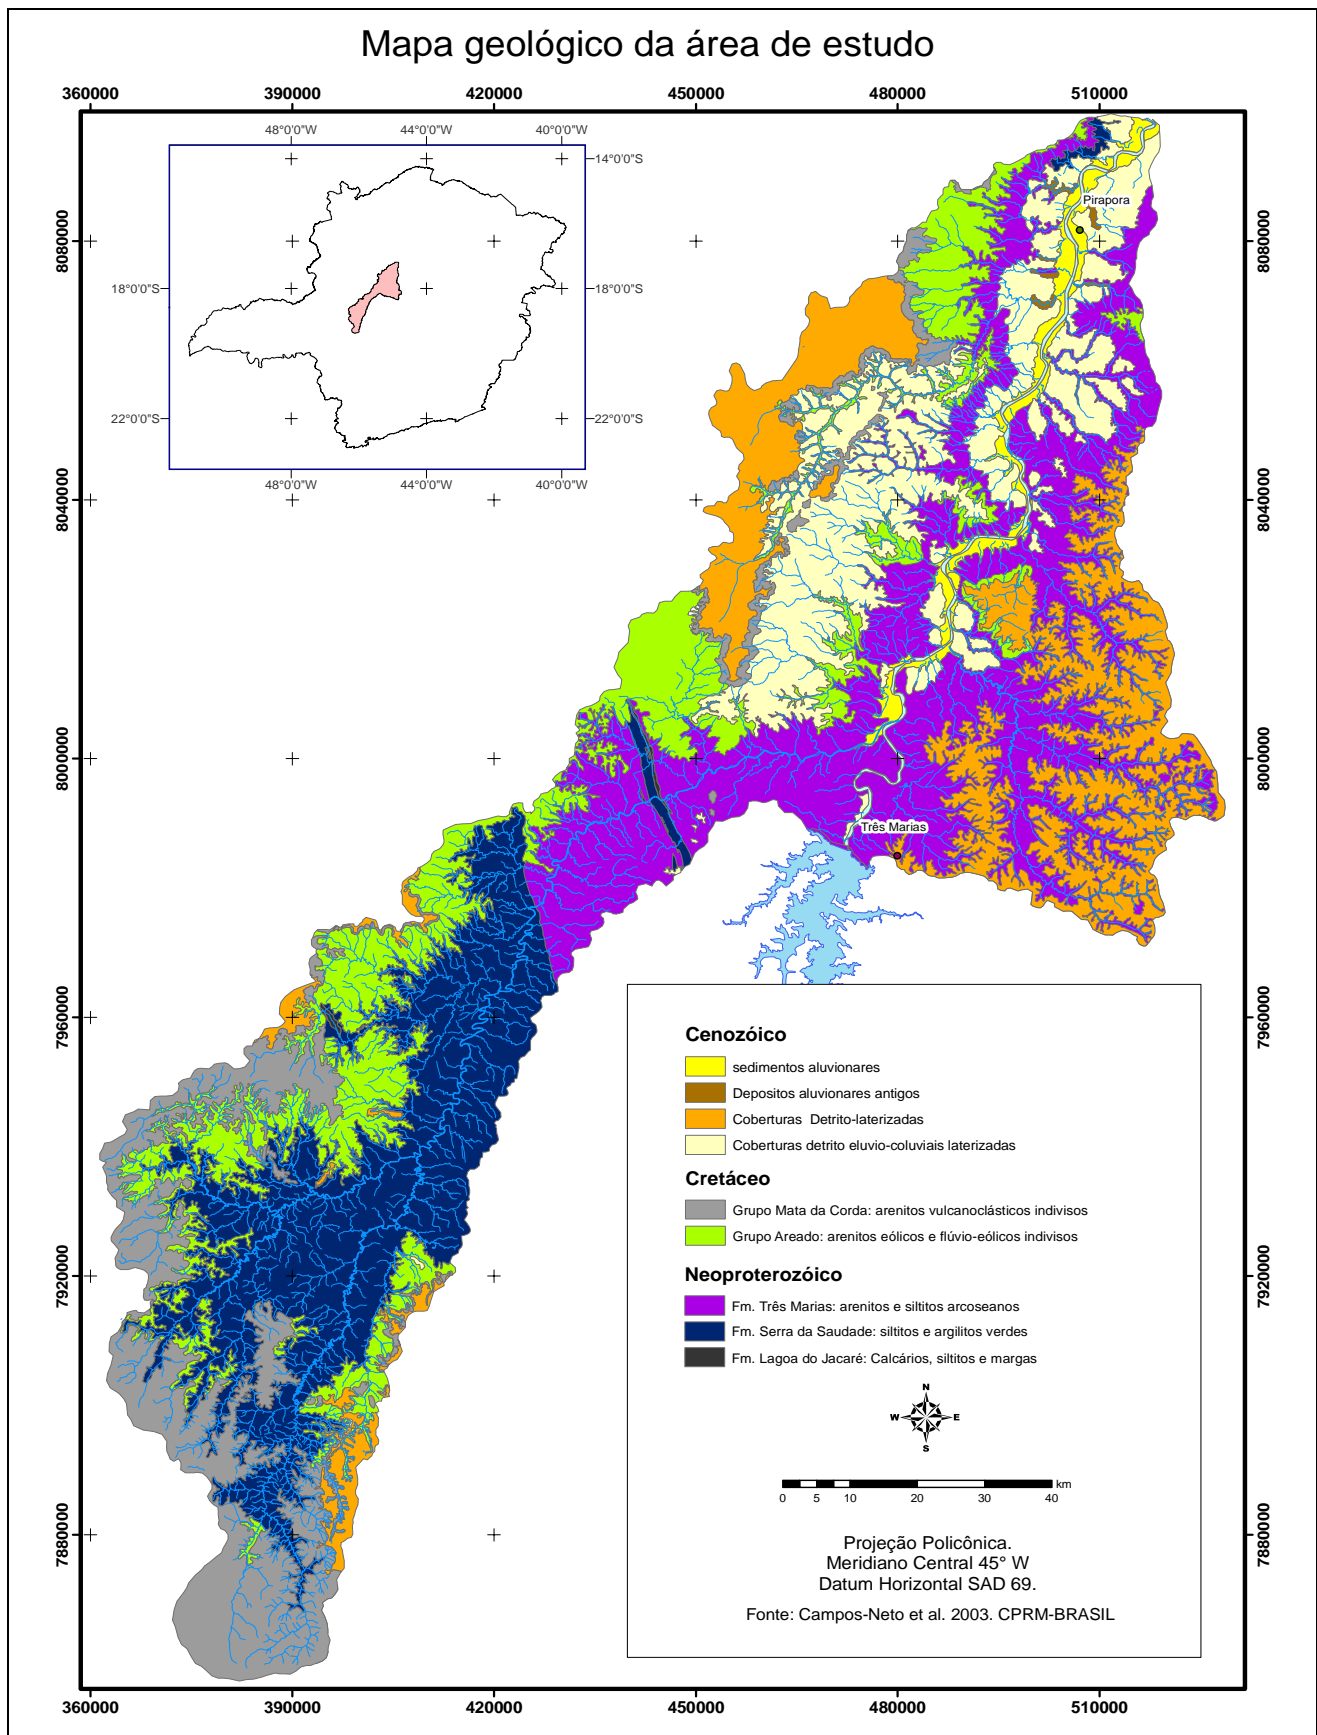 Mapa geológico da área de estudo
360000 390000 420000 450000 480000 510000
48°0'0"W 44°0'0"W 40°0'0"W
14°0'0"S
18°0'0"S 18°0'0"S
22°0'0"S 22°0'0"S
48°0'0"W 44°0'0"W 40°0'0"W
Pirapora
8080000 8080000
8040000 8040000
8000000 8000000
Três Marias
7960000 7960000
7920000 7920000
7880000 7880000
Cenozóico
sedimentos aluvionares
Depositos aluvionares antigos
Coberturas Detrito-laterizadas
Coberturas detrito eluvio-coluviais laterizadas
Cretáceo
Grupo Mata da Corda: arenitos vulcanoclásticos indivisos
Grupo Areado: arenitos eólicos e flúvio-eólicos indivisos
Neoproterozóico
Fm. Três Marias: arenitos e siltitos arcoseanos
Fm. Serra da Saudade: siltitos e argilitos verdes
Fm. Lagoa do Jacaré: Calcários, siltitos e margas
N
W E
S
km
0 5 10 20 30 40
Projeção Policônica.
Meridiano Central 45° W
Datum Horizontal SAD 69.
Fonte: Campos-Neto et al. 2003. CPRM-BRASIL
360000 390000 420000 450000 480000 510000